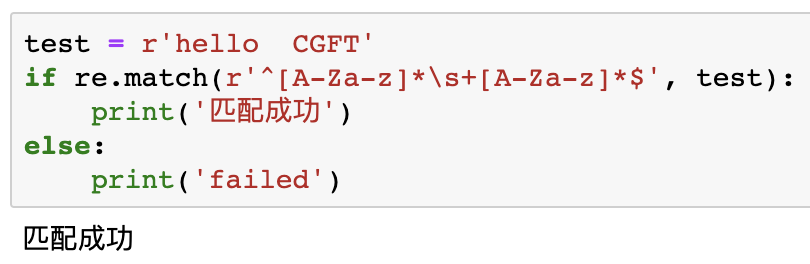 test = r'hello  CGFT'
if re.match(r'^[A-Za-z]*\s+[A-Za-z]*$', test):
    print('匹配成功')
else:
    print('failed')
匹配成功